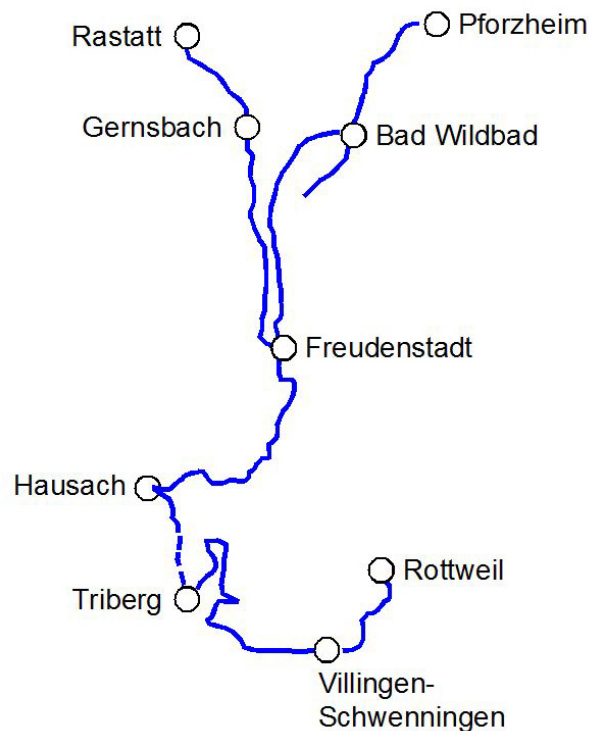 Pforzheim
Rastatt
Gernsbach
Bad Wildbad
Freudenstadt
Hausach
Rottweil
Triberg
Villingen-
Schwenningen